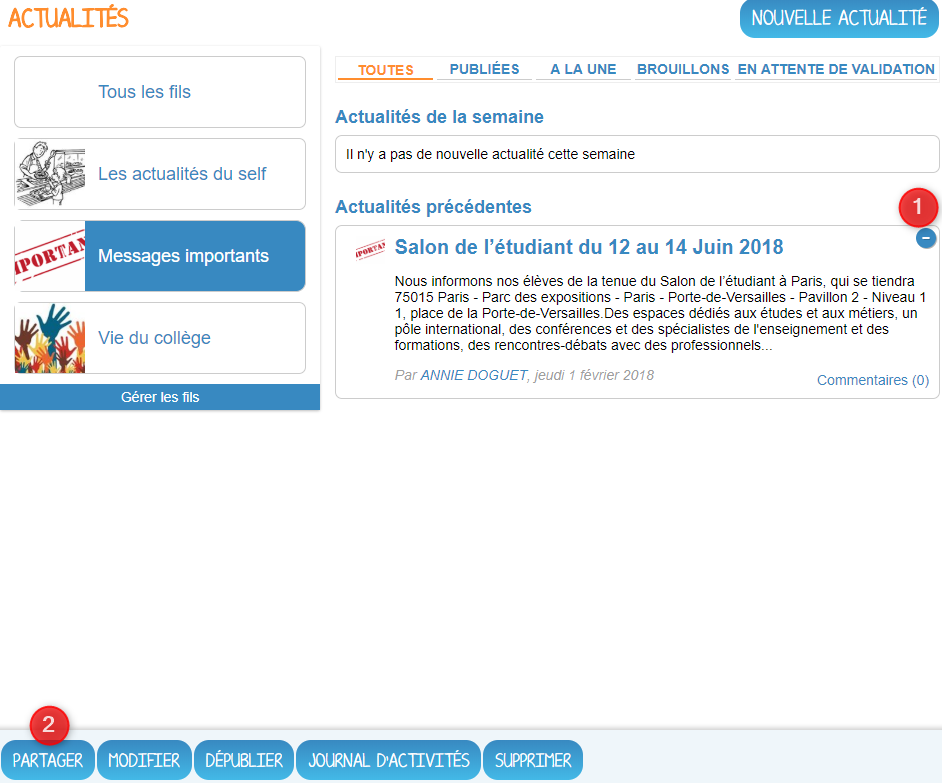 ACTUALITÉS
NOUVELLE ACTUALITÉ
Tous les fils
Les actualités du self
Messages importants
Vie du collège
Gérer les fils
TOUTES PUBLIÉES A LA UNE BROUILLONS EN ATTENTE DE VALIDATION
Actualités de la semaine
Il n'y a pas de nouvelle actualité cette semaine
Actualités précédentes
1
Salon de l’étudiant du 12 au 14 Juin 2018
Nous informons nos élèves de la tenue du Salon de l’étudiant à Paris, qui se tiendra
75015 Paris - Parc des expositions - Paris - Porte-de-Versailles - Pavillon 2 - Niveau 1
1, place de la Porte-de-Versailles.Des espaces dédiés aux études et aux métiers, un
pôle international, des conférences et des spécialistes de l'enseignement et des
formations, des rencontres-débats avec des professionnels...
Par ANNIE DOGUET, jeudi 1 février 2018
Commentaires (0)
2
PARTAGER MODIFIER DÉPUBLIER JOURNAL D'ACTIVITÉS SUPPRIMER